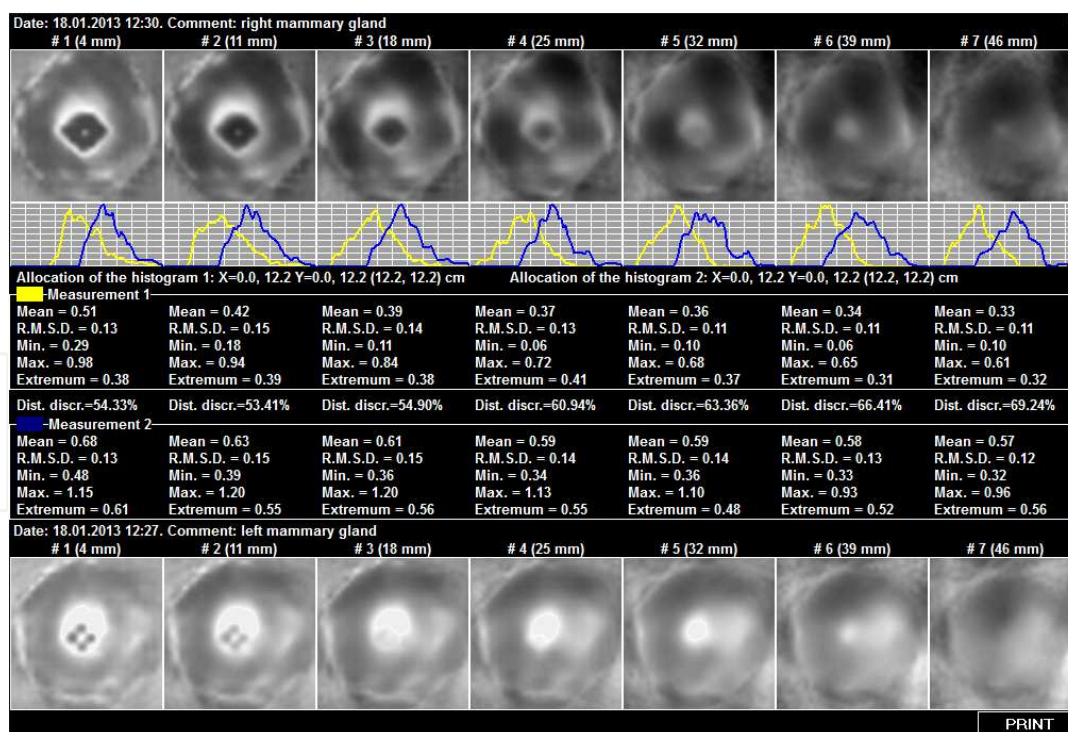 Date: 18.01.2013 12:30. Comment: right mammary gland
# 1 (4 mm) # 2 (11 mm) # 3 (18 mm) # 4 (25 mm) # 5 (32 mm) # 6 (39 mm) # 7 (46 mm)
Allocation of the histogram 1: X=0.0, 12.2 Y=0.0, 12.2 (12.2, 12.2) cm Allocation of the histogram 2: X=0.0, 12.2 Y=0.0, 12.2 (12.2, 12.2) cm
Measurement 1
Mean = 0.51 Mean = 0.42 Mean = 0.39 Mean = 0.37 Mean = 0.36 Mean = 0.34 Mean = 0.33
R.M.S.D. = 0.13 R.M.S.D. = 0.15 R.M.S.D. = 0.14 R.M.S.D. = 0.13 R.M.S.D. = 0.11 R.M.S.D. = 0.11 R.M.S.D. = 0.11
Min. = 0.29 Min. = 0.18 Min. = 0.11 Min. = 0.06 Min. = 0.10 Min. = 0.06 Min. = 0.10
Max. = 0.98 Max. = 0.94 Max. = 0.84 Max. = 0.72 Max. = 0.68 Max. = 0.65 Max. = 0.61
Extremum = 0.38 Extremum = 0.39 Extremum = 0.38 Extremum = 0.41 Extremum = 0.37 Extremum = 0.31 Extremum = 0.32
Dist. discr.=54.33% Dist. discr.=53.41% Dist. discr.=54.90% Dist. discr.=60.94% Dist. discr.=63.36% Dist. discr.=66.41% Dist. discr.=69.24%
Measurement 2
Mean = 0.68 Mean = 0.63 Mean = 0.61 Mean = 0.59 Mean = 0.59 Mean = 0.58 Mean = 0.57
R.M.S.D. = 0.13 R.M.S.D. = 0.15 R.M.S.D. = 0.15 R.M.S.D. = 0.14 R.M.S.D. = 0.14 R.M.S.D. = 0.13 R.M.S.D. = 0.12
Min. = 0.48 Min. = 0.39 Min. = 0.36 Min. = 0.34 Min. = 0.36 Min. = 0.33 Min. = 0.32
Max. = 1.15 Max. = 1.20 Max. = 1.20 Max. = 1.13 Max. = 1.10 Max. = 0.93 Max. = 0.96
Extremum = 0.61 Extremum = 0.55 Extremum = 0.56 Extremum = 0.55 Extremum = 0.48 Extremum = 0.52 Extremum = 0.56
Date: 18.01.2013 12:27. Comment: left mammary gland
# 1 (4 mm) # 2 (11 mm) # 3 (18 mm) # 4 (25 mm) # 5 (32 mm) # 6 (39 mm) # 7 (46 mm)
PRINT